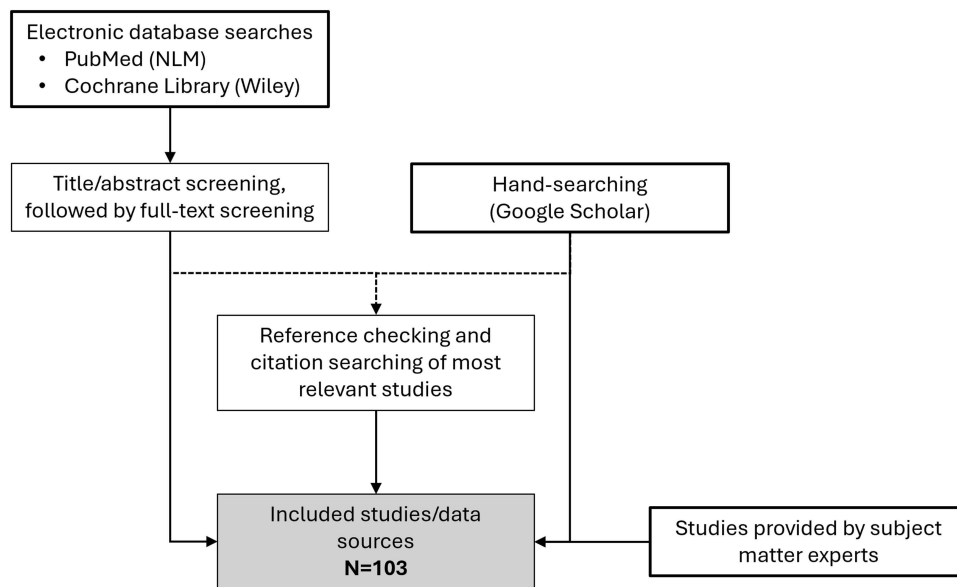 Electronic database searches
• PubMed (NLM)
• Cochrane Library (Wiley)
Title/abstract screening,
followed by full-text screening
Hand-searching
(Google Scholar)
Reference checking and
citation searching of most
relevant studies
Included studies/data
sources
N=103
Studies provided by subject
matter experts